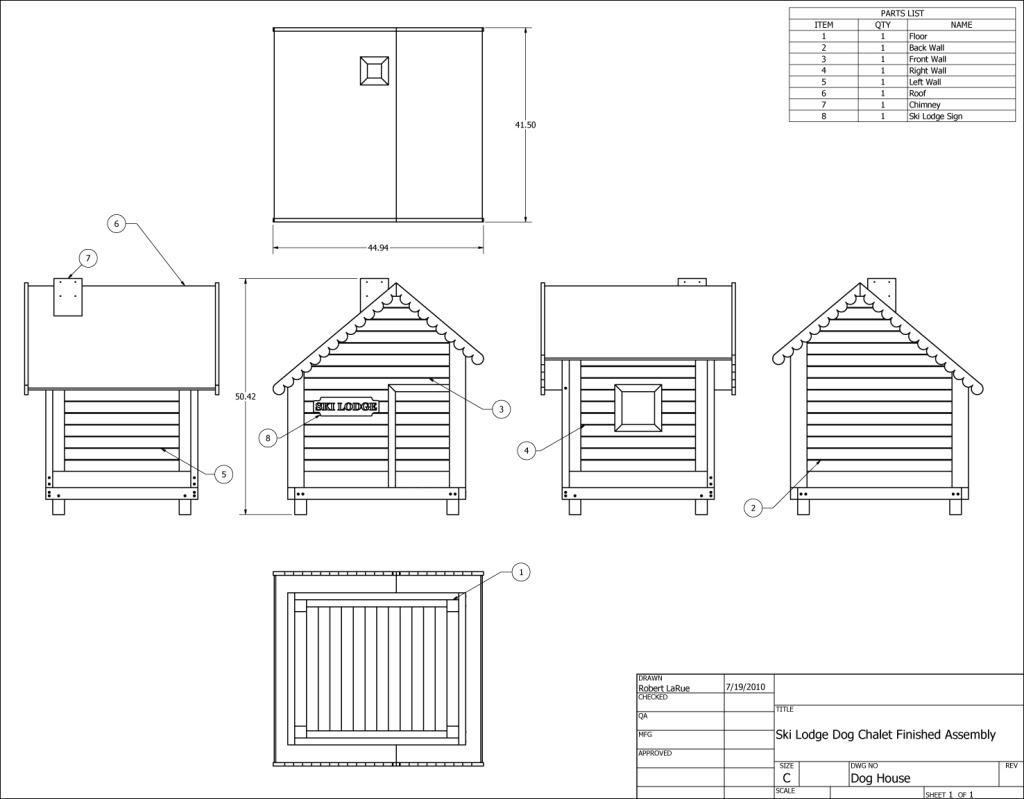 PARTS LIST
ITEM QTY NAME
1 1 Floor
2 1 Back Wall
3 1 Front Wall
4 1 Right Wall
5 1 Left Wall
6 1 Roof
7 1 Chimney
8 1 Ski Lodge Sign
41.50
44.94
6
7
50.42
SKI LODGE
3
8
4
5
2
1
DRAWN
Robert LaRue 7/19/2010
CHECKED
QA
MFG
APPROVED
TITLE
Ski Lodge Dog Chalet Finished Assembly
SIZE DWG NO REV
C Dog House
SCALE
SHEET 1 OF 1